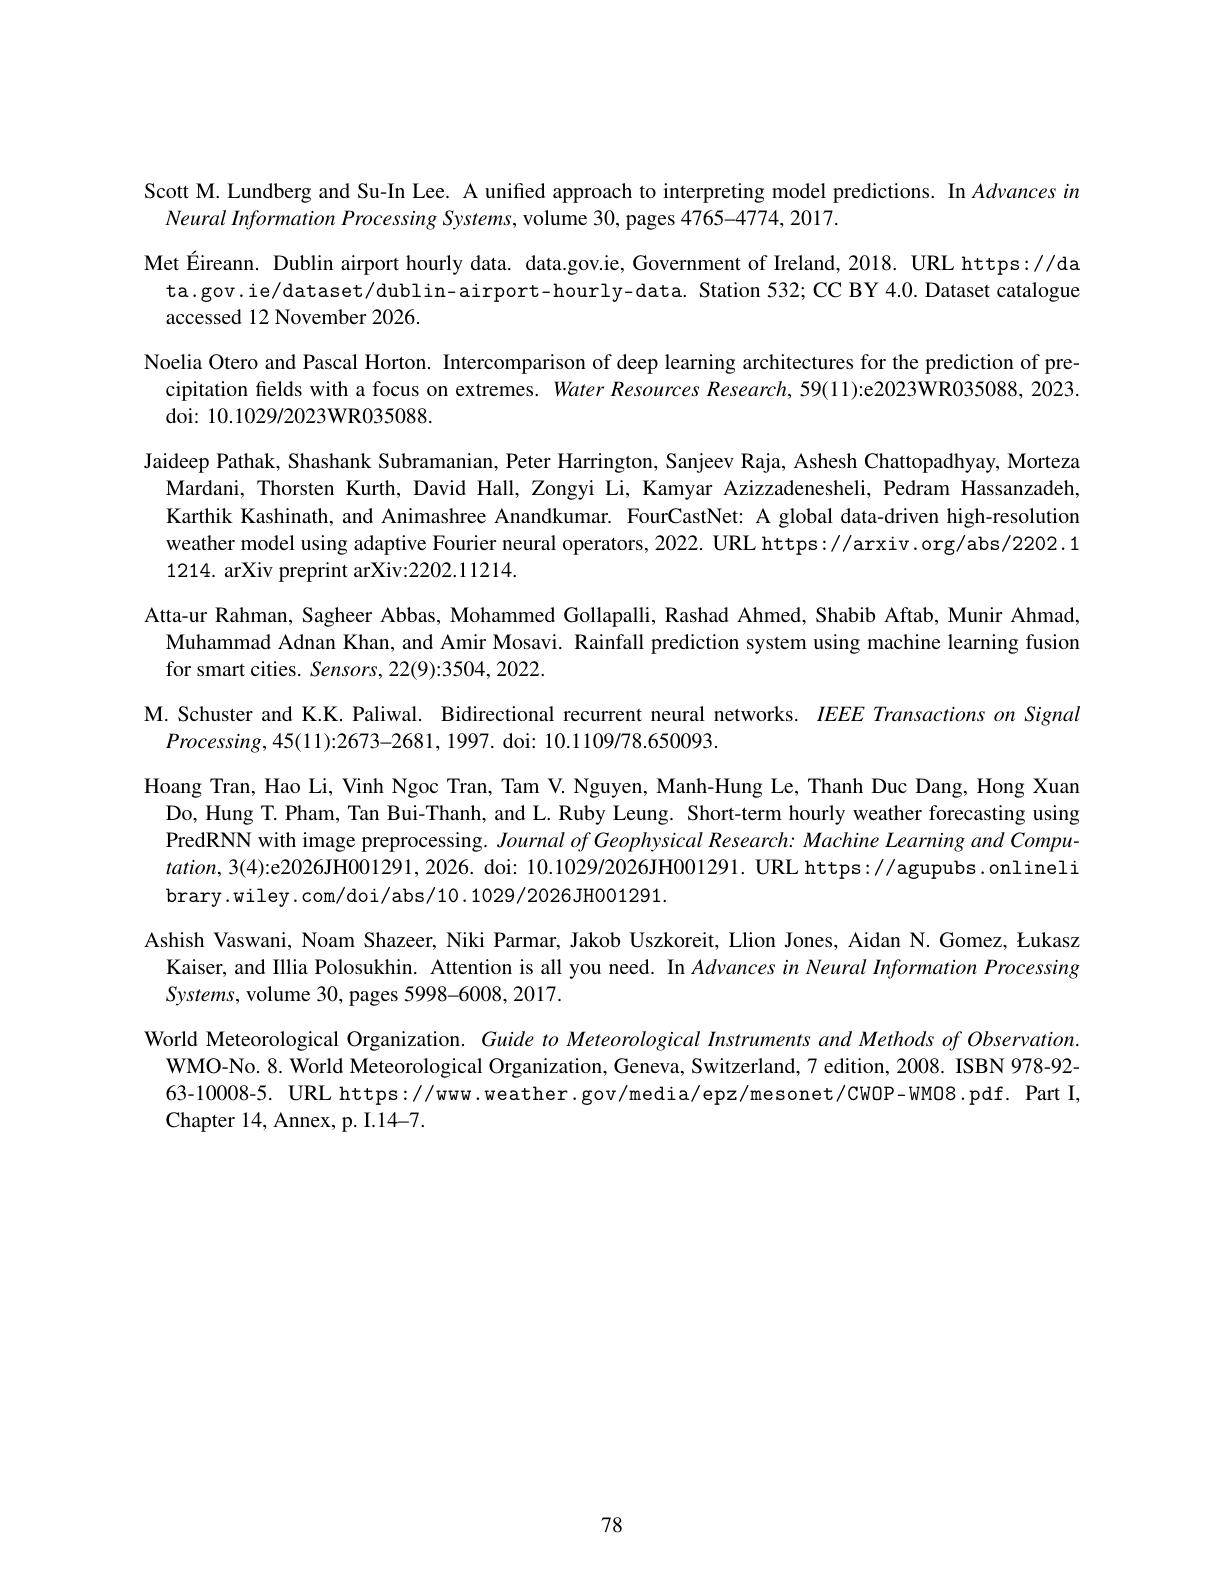 Scott M. Lundberg and Su-In Lee. A unified approach to interpreting model predictions. In Advances in
Neural Information Processing Systems, volume 30, pages 4765–4774, 2017.
Met Éireann. Dublin airport hourly data. data.gov.ie, Government of Ireland, 2018. URL https://da
ta.gov.ie/dataset/dublin-airport-hourly-data. Station 532; CC BY 4.0. Dataset catalogue
accessed 12 November 2026.
Noelia Otero and Pascal Horton. Intercomparison of deep learning architectures for the prediction of pre-
cipitation fields with a focus on extremes. Water Resources Research, 59(11):e2023WR035088, 2023.
doi: 10.1029/2023WR035088.
Jaideep Pathak, Shashank Subramanian, Peter Harrington, Sanjeev Raja, Ashesh Chattopadhyay, Morteza
Mardani, Thorsten Kurth, David Hall, Zongyi Li, Kamyar Azizzadenesheli, Pedram Hassanzadeh,
Karthik Kashinath, and Animashree Anandkumar. FourCastNet: A global data-driven high-resolution
weather model using adaptive Fourier neural operators, 2022. URL https://arxiv.org/abs/2202.1
1214. arXiv preprint arXiv:2202.11214.
Atta-ur Rahman, Sagheer Abbas, Mohammed Gollapalli, Rashad Ahmed, Shabib Aftab, Munir Ahmad,
Muhammad Adnan Khan, and Amir Mosavi. Rainfall prediction system using machine learning fusion
for smart cities. Sensors, 22(9):3504, 2022.
M. Schuster and K.K. Paliwal. Bidirectional recurrent neural networks. IEEE Transactions on Signal
Processing, 45(11):2673–2681, 1997. doi: 10.1109/78.650093.
Hoang Tran, Hao Li, Vinh Ngoc Tran, Tam V. Nguyen, Manh-Hung Le, Thanh Duc Dang, Hong Xuan
Do, Hung T. Pham, Tan Bui-Thanh, and L. Ruby Leung. Short-term hourly weather forecasting using
PredRNN with image preprocessing. Journal of Geophysical Research: Machine Learning and Compu-
tation, 3(4):e2026JH001291, 2026. doi: 10.1029/2026JH001291. URL https://agupubs.onlineli
brary.wiley.com/doi/abs/10.1029/2026JH001291.
Ashish Vaswani, Noam Shazeer, Niki Parmar, Jakob Uszkoreit, Llion Jones, Aidan N. Gomez, Łukasz
Kaiser, and Illia Polosukhin. Attention is all you need. In Advances in Neural Information Processing
Systems, volume 30, pages 5998–6008, 2017.
World Meteorological Organization. Guide to Meteorological Instruments and Methods of Observation.
WMO-No. 8. World Meteorological Organization, Geneva, Switzerland, 7 edition, 2008. ISBN 978-92-
63-10008-5. URL https://www.weather.gov/media/epz/mesonet/CWOP-WMO8.pdf. Part I,
Chapter 14, Annex, p. I.14–7.
78